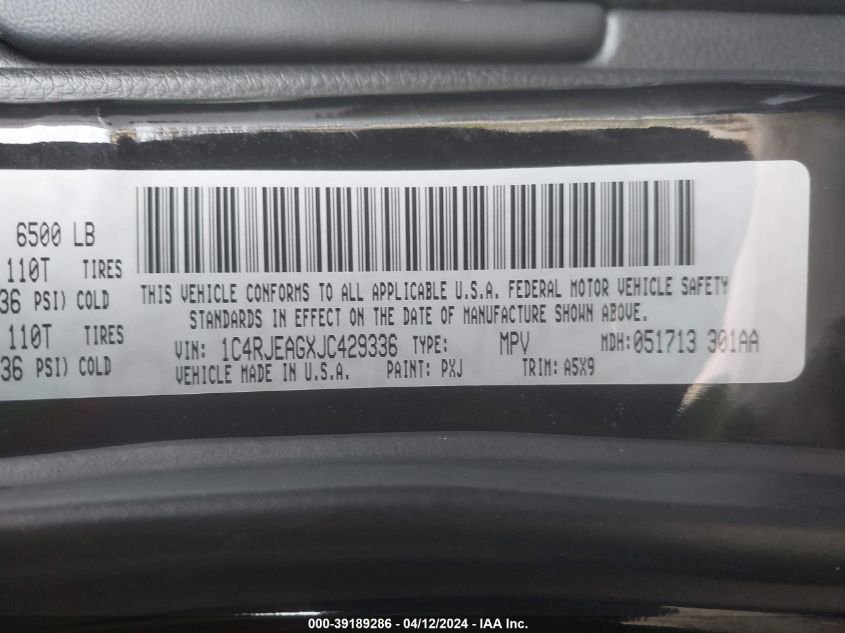 6500 LB
110T TIRES
36 PSI) COLD
110T TIRES
36 PSI) COLD
THIS VEHICLE CONFORMS TO ALL APPLICABLE U.S.A. FEDERAL MOTOR VEHICLE SAFETY
STANDARDS IN EFFECT ON THE DATE OF MANUFACTURE SHOWN ABOVE.
VIN: 1C4RJEAGXJC429336 TYPE: MPV MDH:051713 301AA
VEHICLE MADE IN U.S.A. PAINT: PXJ TRIM: A5X9
000-39189286 - 04/12/2024 - IAA Inc.